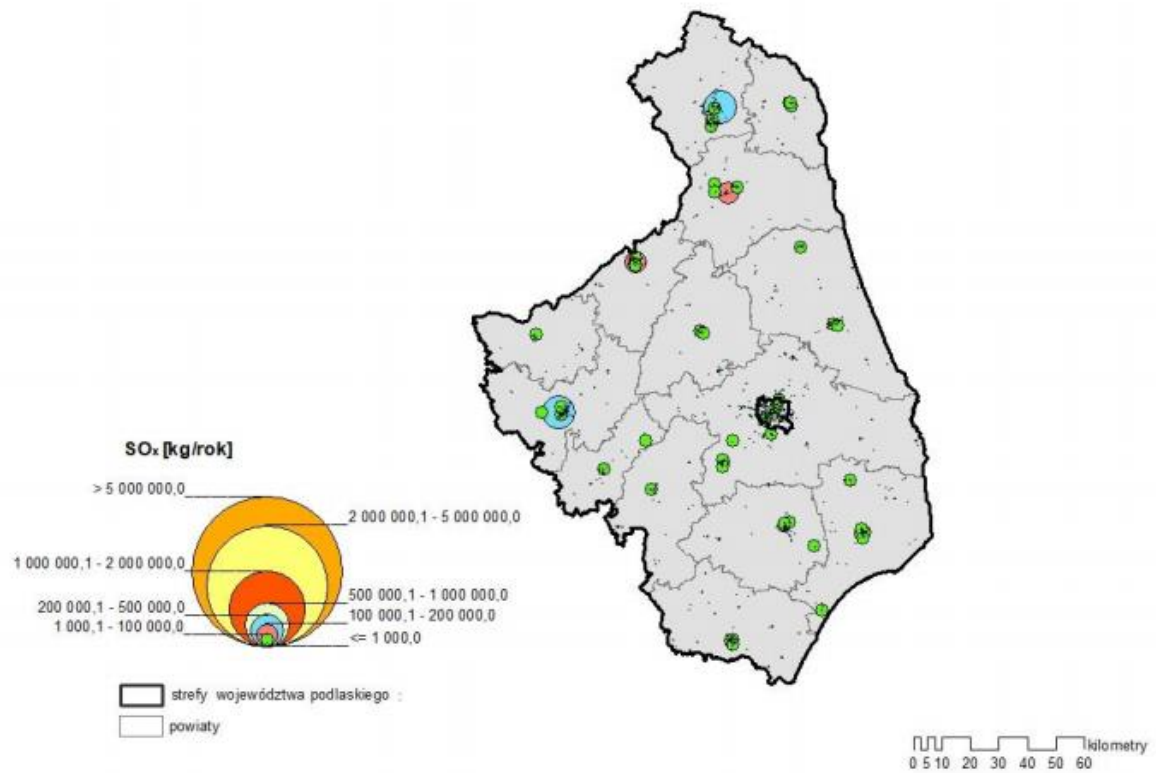 SOx [kg/rok]
> 5 000 000,0
2 000 000,1 - 5 000 000,0
1 000 000,1 - 2 000 000,0
500 000,1 - 1 000 000,0
200 000,1 - 500 000,0
100 000,1 - 200 000,0
1 000,1 - 100 000,0
<= 1 000,0
strefy województwa podlaskiego :
powiaty
kilometry
0 5 10 20 30 40 50 60